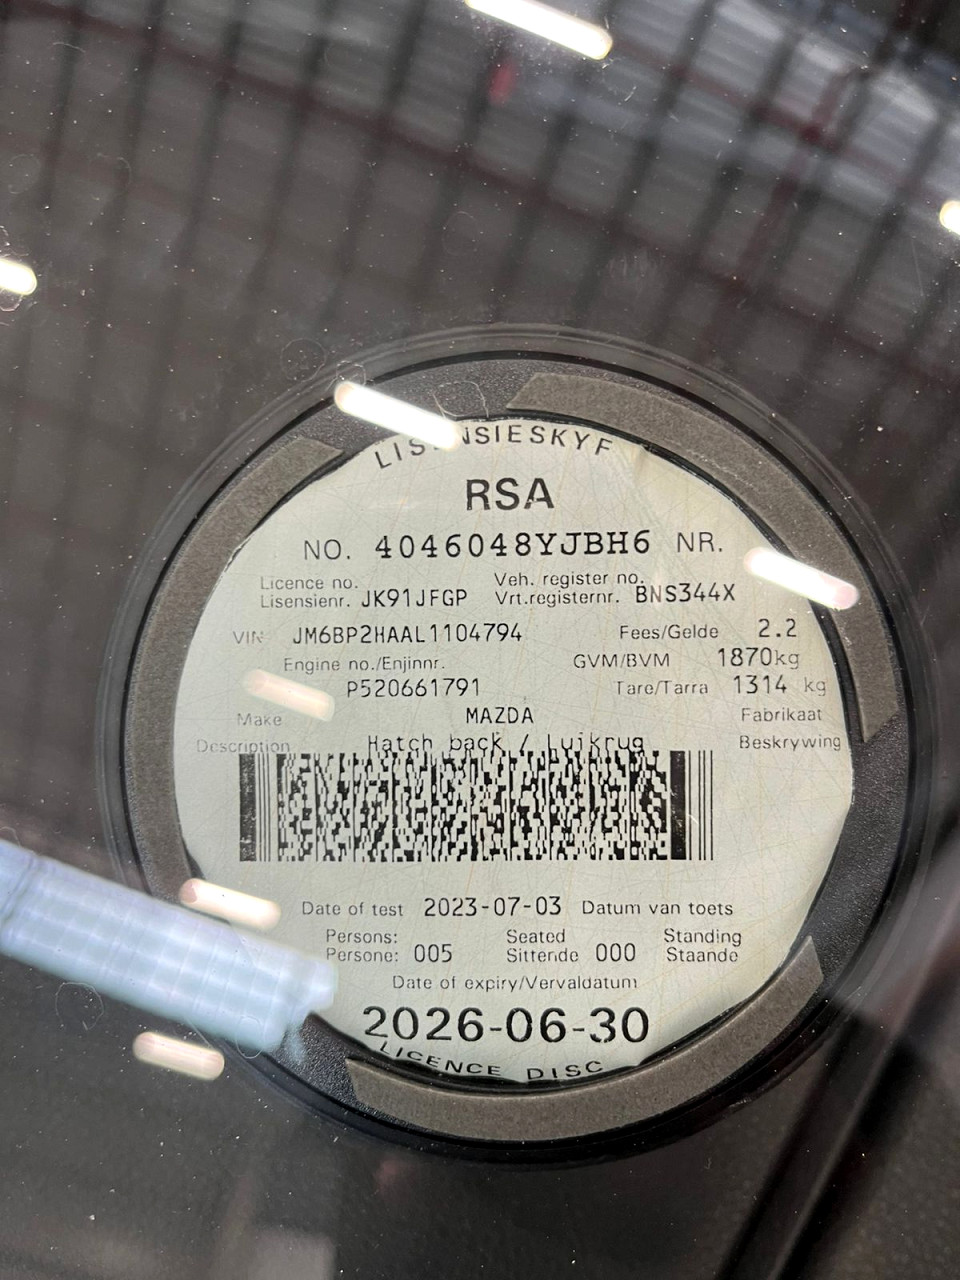 LISENSIESKYF
RSA
NO. 4046048YJBH6 NR.
Licence no. Veh. register no.
Lisensienr. JK91JFGP Vrt.registernr. BNS344X
VIN JM6BP2HAAL1104794 Fees/Gelde 2.2
Engine no./Enjinnr. GVM/BVM 1870kg
P520661791 Tare/Tarra 1314 kg
Make MAZDA Fabrikaat
Description Hatch back / Luikrug Beskrywing
Date of test 2023-07-03 Datum van toets
Persons: Seated Standing
Persone: 005 Sittende 000 Staande
Date of expiry/Vervaldatum
2026-06-30
LICENCE DISC